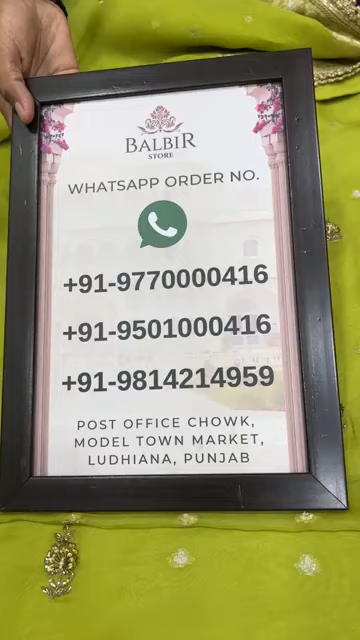 BALBIR
STORE
WHATSAPP ORDER NO.
+91-9770000416
+91-9501000416
+91-9814214959
POST OFFICE CHOWK,
MODEL TOWN MARKET,
LUDHIANA, PUNJAB